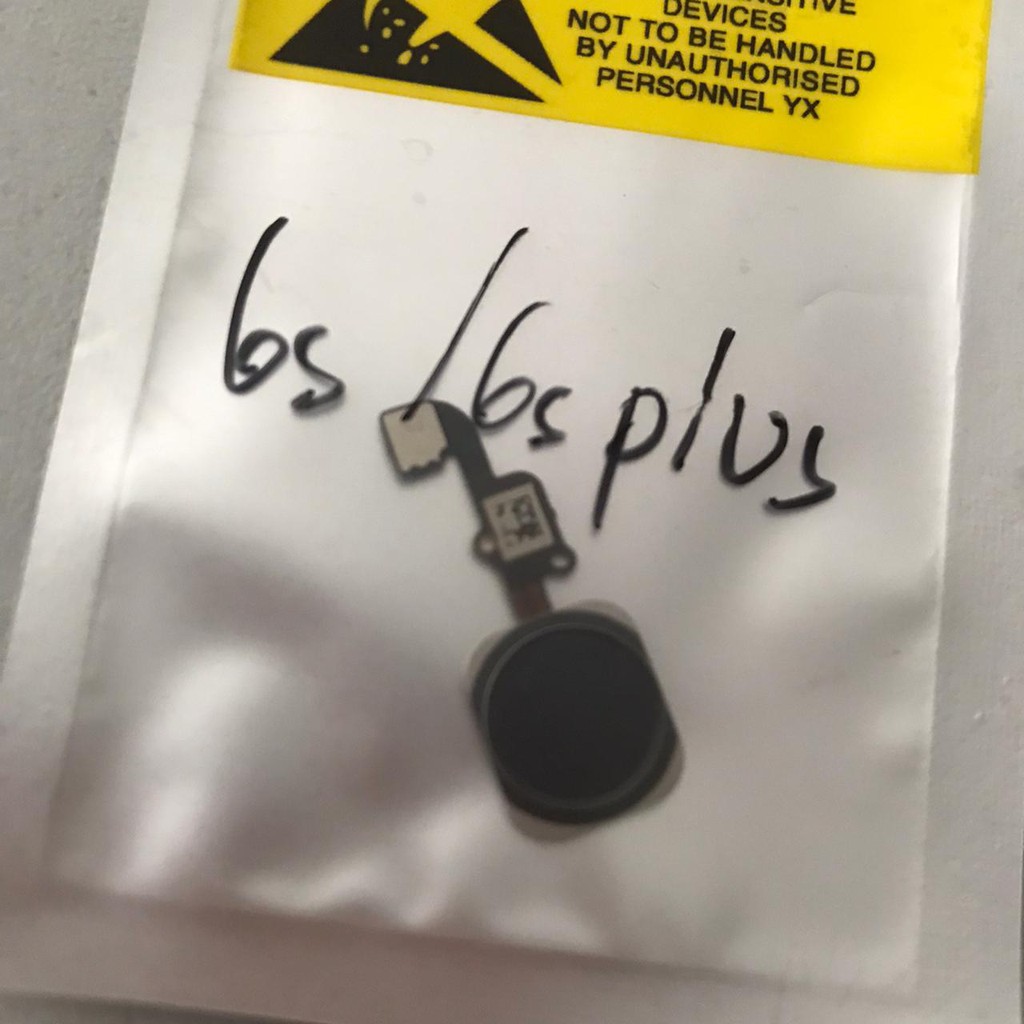 DEVICES
NOT TO BE HANDLED
BY UNAUTHORISED
PERSONNEL YX
6s/6s plus